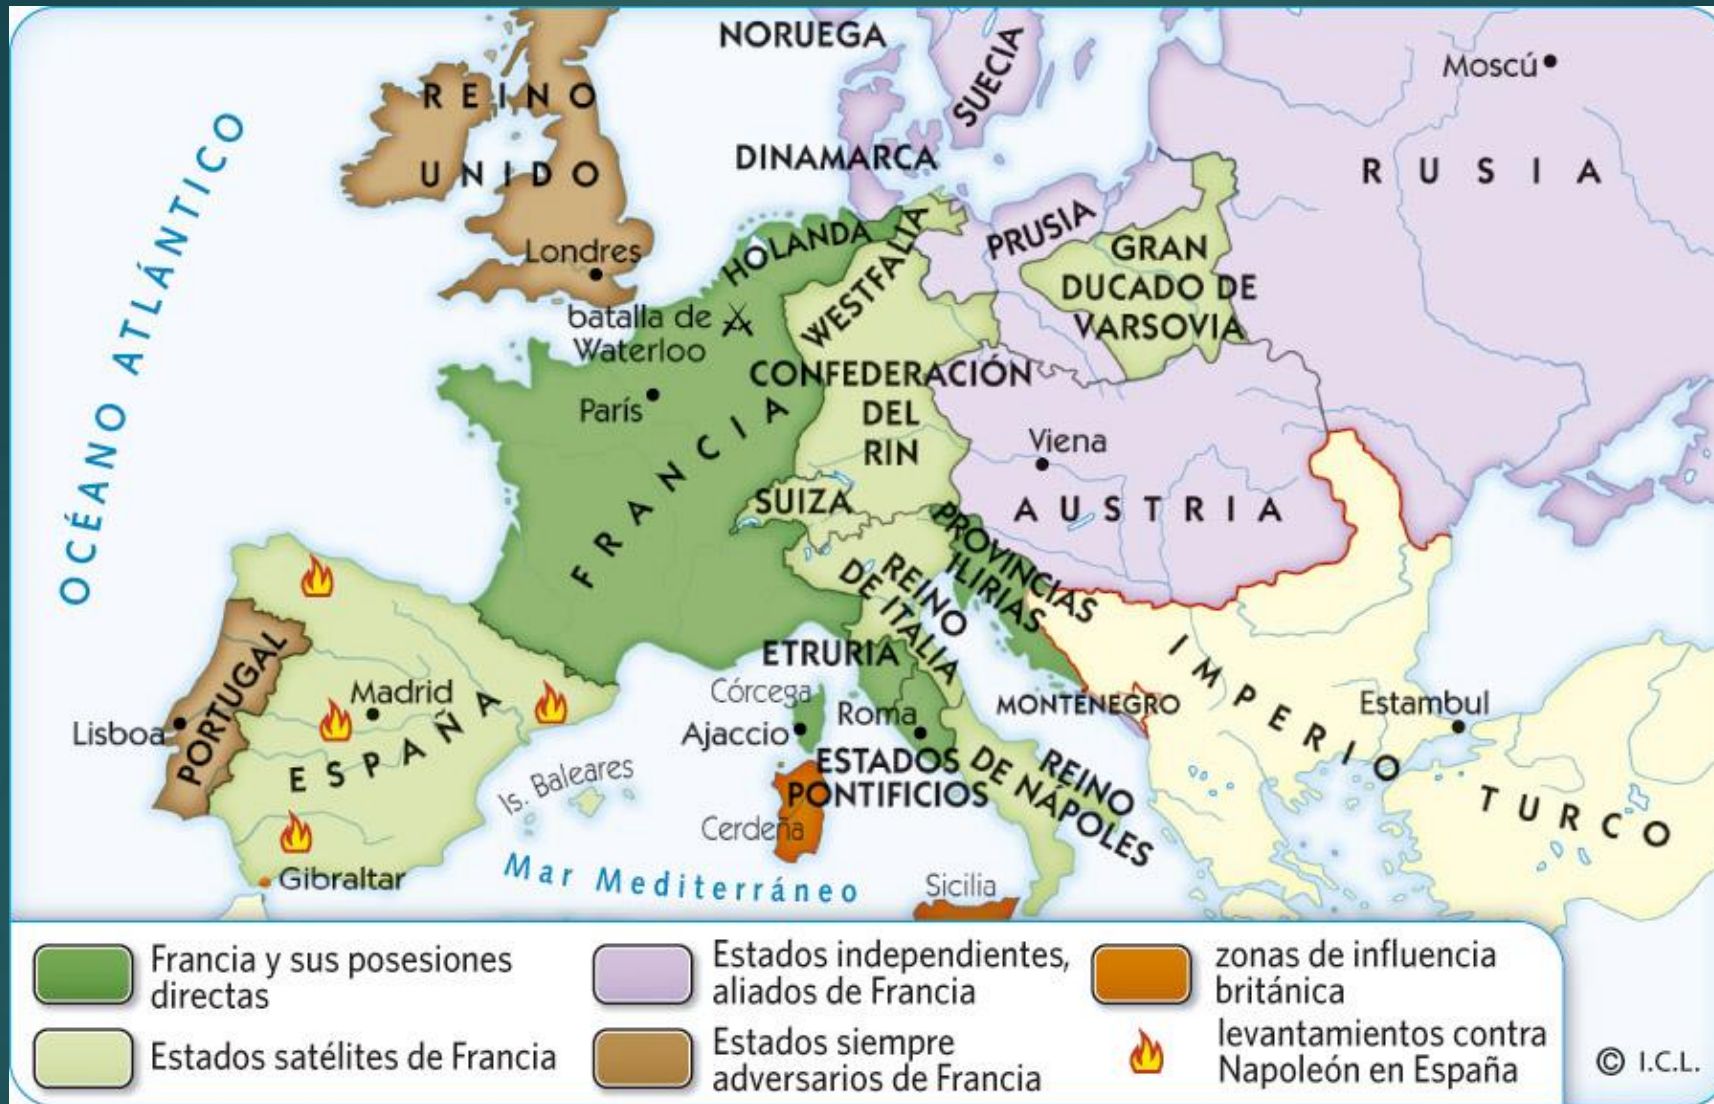 NORUEGA
SUECIA
Moscú
REINO
UNIDO
DINAMARCA
RUSIA
OCÉANO ATLÁNTICO
Londres
HOLANDA
WESTFALIA
PRUSIA
GRAN
DUCADO DE
VARSOVIA
batalla de
Waterloo
París
FRANCIA
CONFEDERACIÓN
DEL
RIN
Viena
AUSTRIA
SUIZA
PROVINCIAS
ILIRIAS
REINO
DE ITALIA
ETRURIA
Córcega
Ajaccio
Roma
ESTADOS
PONTIFICIOS
MONTENEGRO
IMPERIO
TURCO
Estambul
PORTUGAL
Lisboa
Madrid
ESPAÑA
Is. Baleares
Cerdeña
REINO
DE NÁPOLES
Gibraltar
Mar Mediterráneo
Sicilia
Francia y sus posesiones
directas
Estados satélites de Francia
Estados independientes,
aliados de Francia
Estados siempre
adversarios de Francia
zonas de influencia
británica
levantamientos contra
Napoleón en España
© I.C.L.